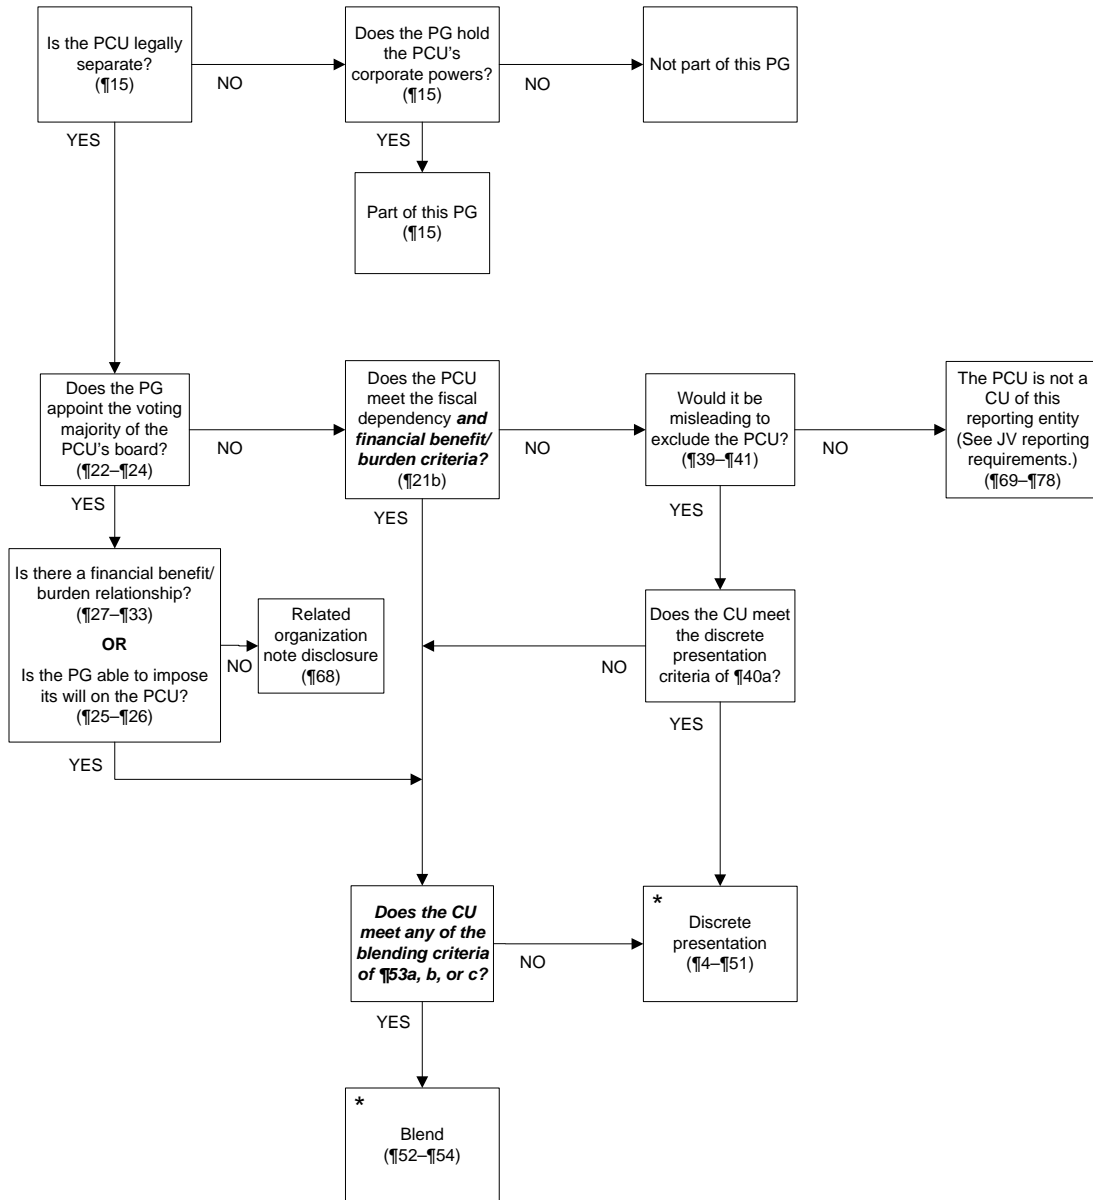 Is the PCU legally
separate?
(¶15)
NO
YES
Does the PG hold
the PCU's
corporate powers?
(¶15)
NO
YES
Not part of this PG
Part of this PG
(¶15)
Does the PG
appoint the voting
majority of the
PCU's board?
(¶22–¶24)
NO
YES
Does the PCU
meet the fiscal
dependency and
financial benefit/
burden criteria?
(¶21b)
NO
YES
Would it be
misleading to
exclude the PCU?
(¶39–¶41)
NO
YES
The PCU is not a
CU of this
reporting entity
(See JV reporting
requirements.)
(¶69–¶78)
Is there a financial benefit/
burden relationship?
(¶27–¶33)
OR
Is the PG able to impose
its will on the PCU?
(¶25–¶26)
NO
YES
Related
organization
note disclosure
(¶68)
Does the CU meet
the discrete
presentation
criteria of ¶40a?
NO
YES
Does the CU
meet any of the
blending criteria
of ¶53a, b, or c?
NO
YES
*
Discrete
presentation
(¶4–¶51)
*
Blend
(¶52–¶54)